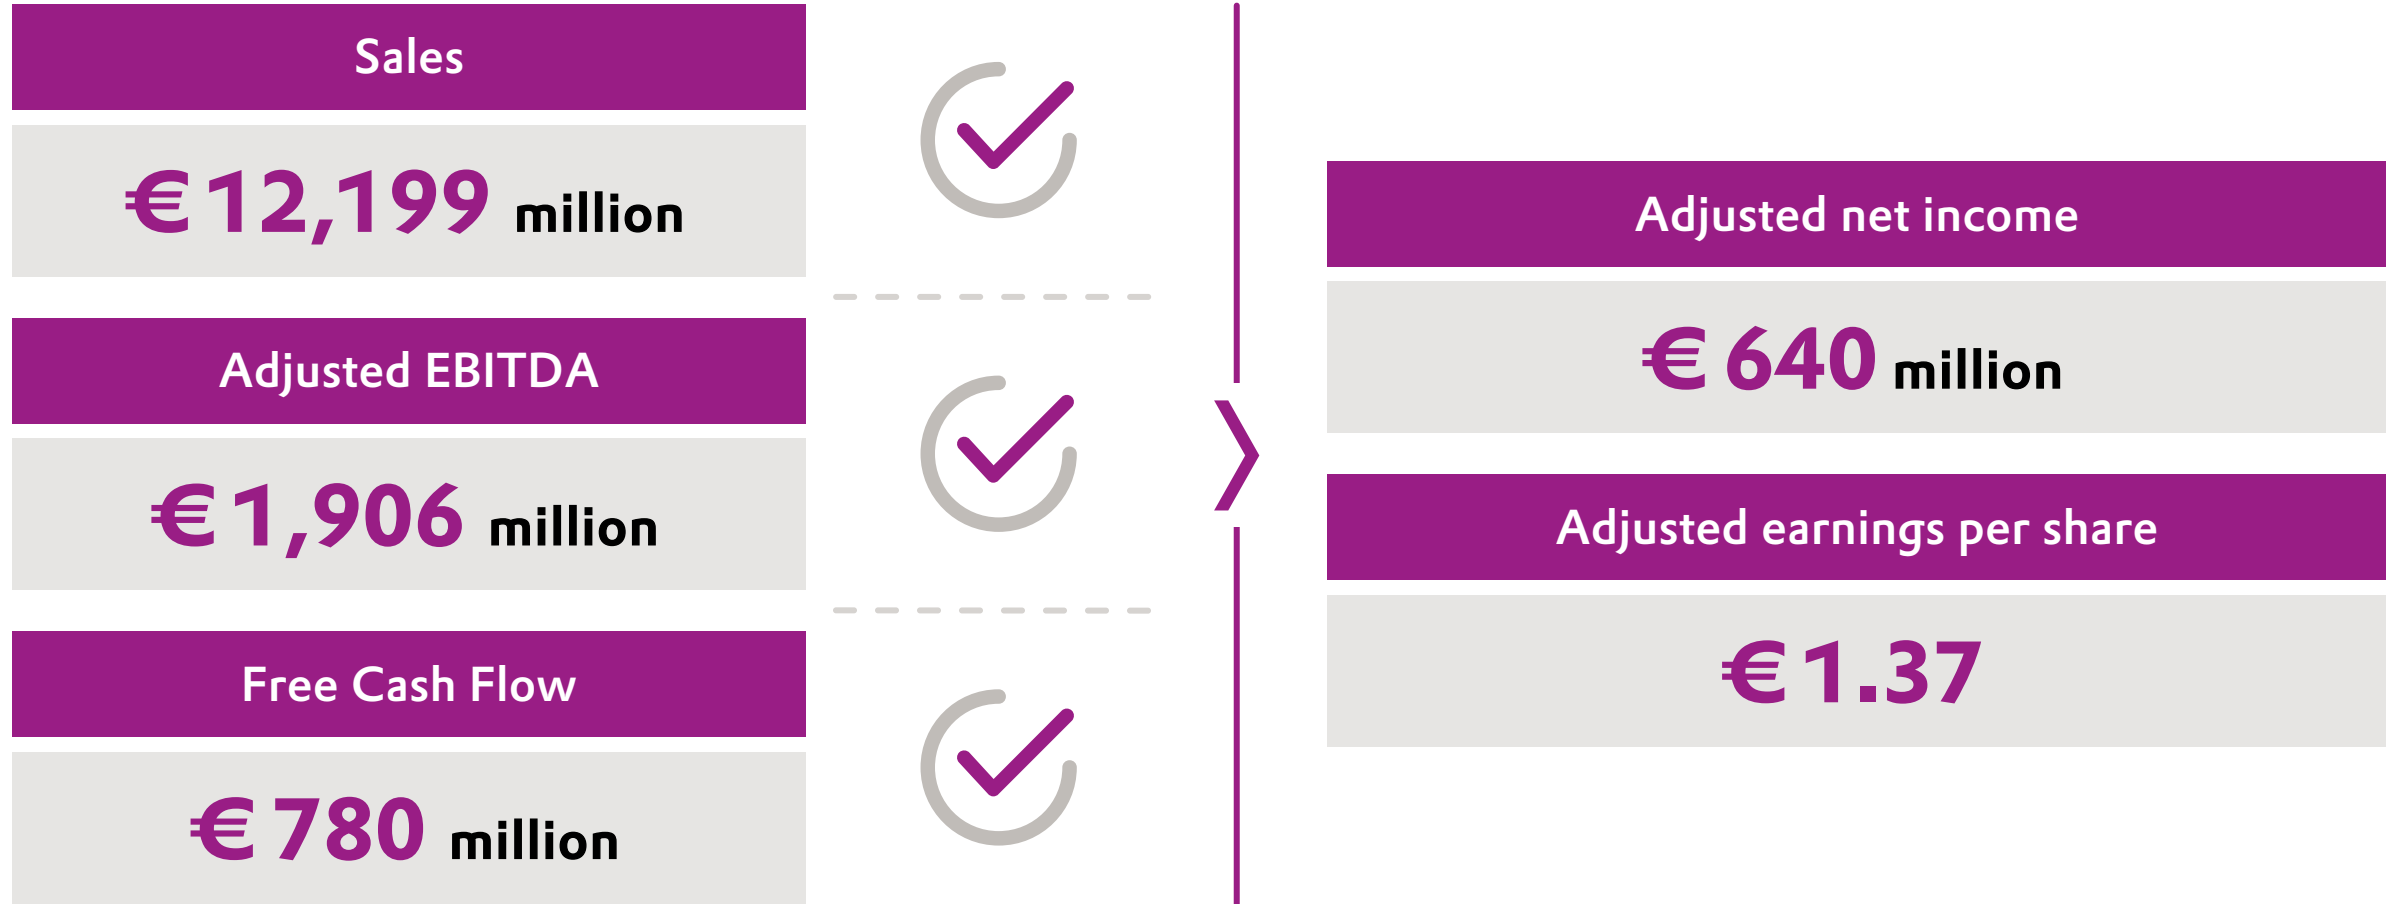 Sales
€ 12,199 million
Adjusted EBITDA
€ 1,906 million
Free Cash Flow
€ 780 million
Adjusted net income
€ 640 million
Adjusted earnings per share
€ 1.37